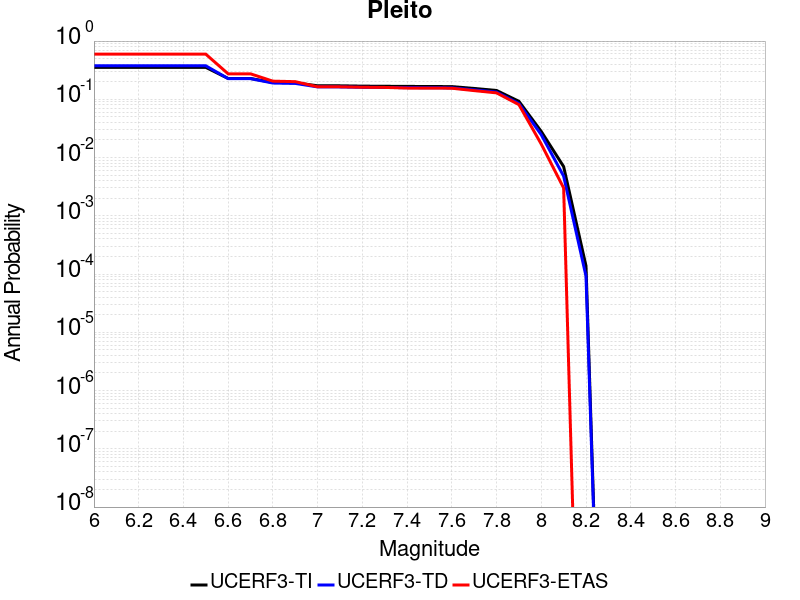 Pleito
10^0
10^-1
10^-2
10^-3
10^-4
10^-5
10^-6
10^-7
10^-8
Annual Probability
6 6.2 6.4 6.6 6.8 7 7.2 7.4 7.6 7.8 8 8.2 8.4 8.6 8.8 9
Magnitude
UCERF3-TI UCERF3-TD UCERF3-ETAS